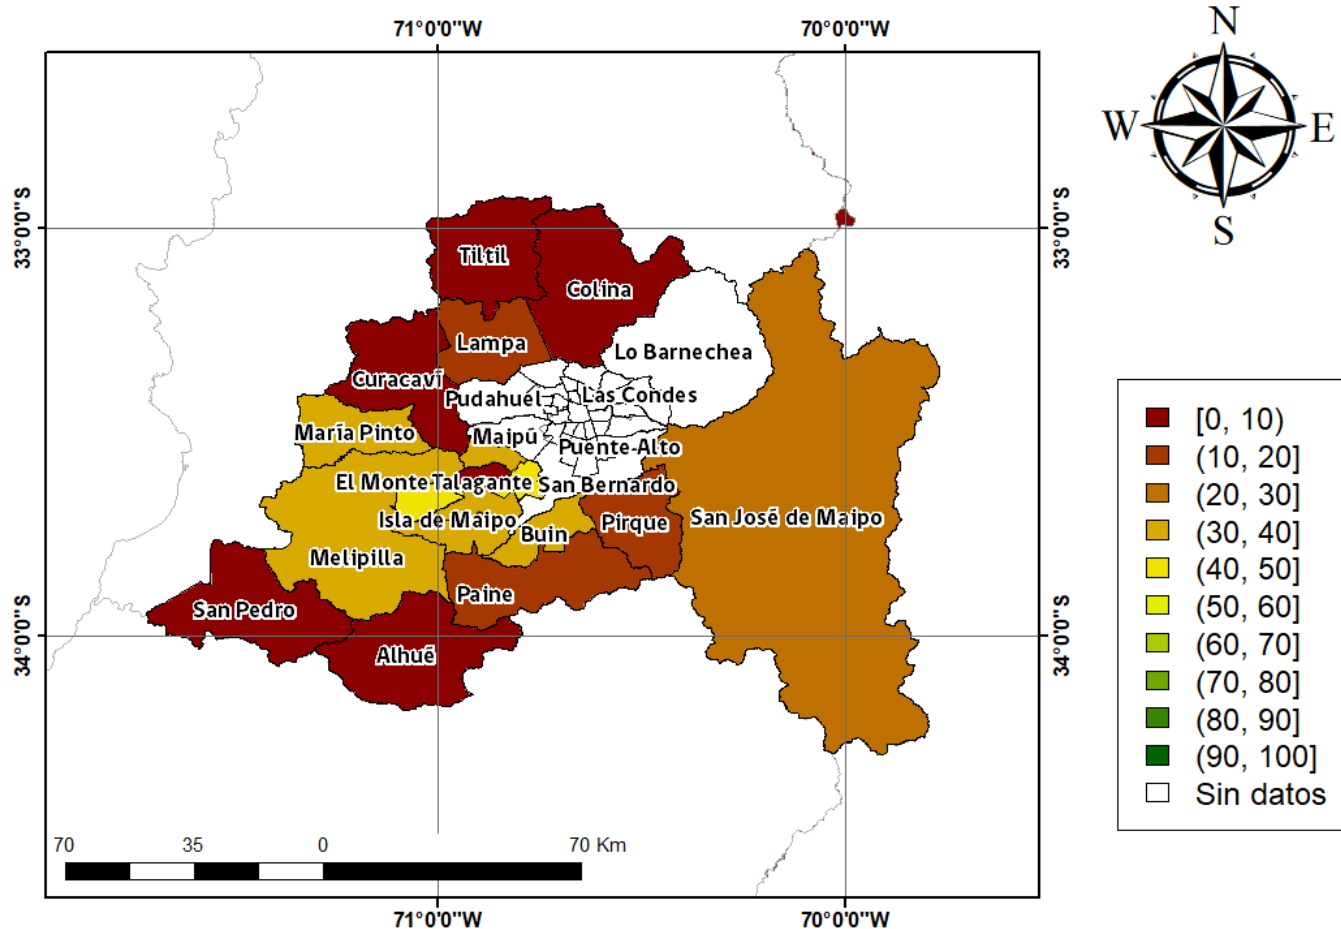 71°0'0"W
70°0'0"W
N
W
E
S
33°0'0"S
33°0'0"S
Tiltil
Colina
Lampa
Lo Barnechea
Curacaví
Pudahuel
Las Condes
María Pinto
Maipú
Puente Alto
El Monte
Talagante
San Bernardo
Isla de Maipo
Buin
Pirque
San José de Maipo
Melipilla
Paine
San Pedro
Alhué
34°0'0"S
34°0'0"S
[0, 10)
(10, 20]
(20, 30]
(30, 40]
(40, 50]
(50, 60]
(60, 70]
(70, 80]
(80, 90]
(90, 100]
Sin datos
70 35 0 70 Km
71°0'0"W
70°0'0"W